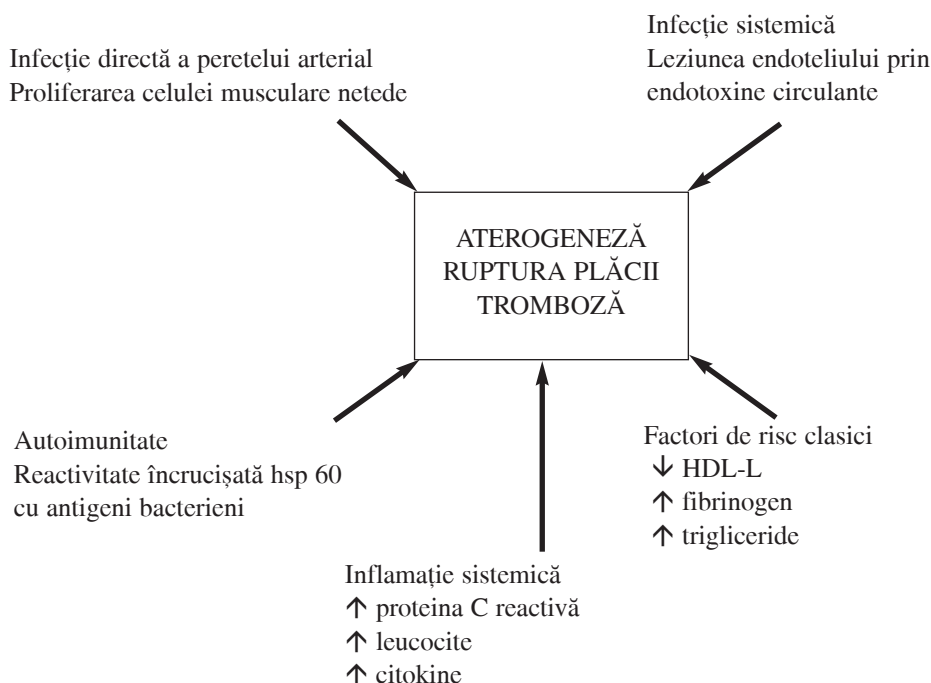 Infecție directă a peretelui arterial
Proliferarea celulei musculare netede
Infecție sistemică
Leziunea endoteliului prin
endotoxine circulante
ATEROGENEZĂ
RUPTURA PLĂCII
TROMBOZĂ
Autoimunitate
Reactivitate încrucișată hsp 60
cu antigeni bacterieni
Inflamație sistemică
↑ proteina C reactivă
↑ leucocite
↑ citokine
Factori de risc clasici
↓ HDL-L
↑ fibrinogen
↑ trigliceride